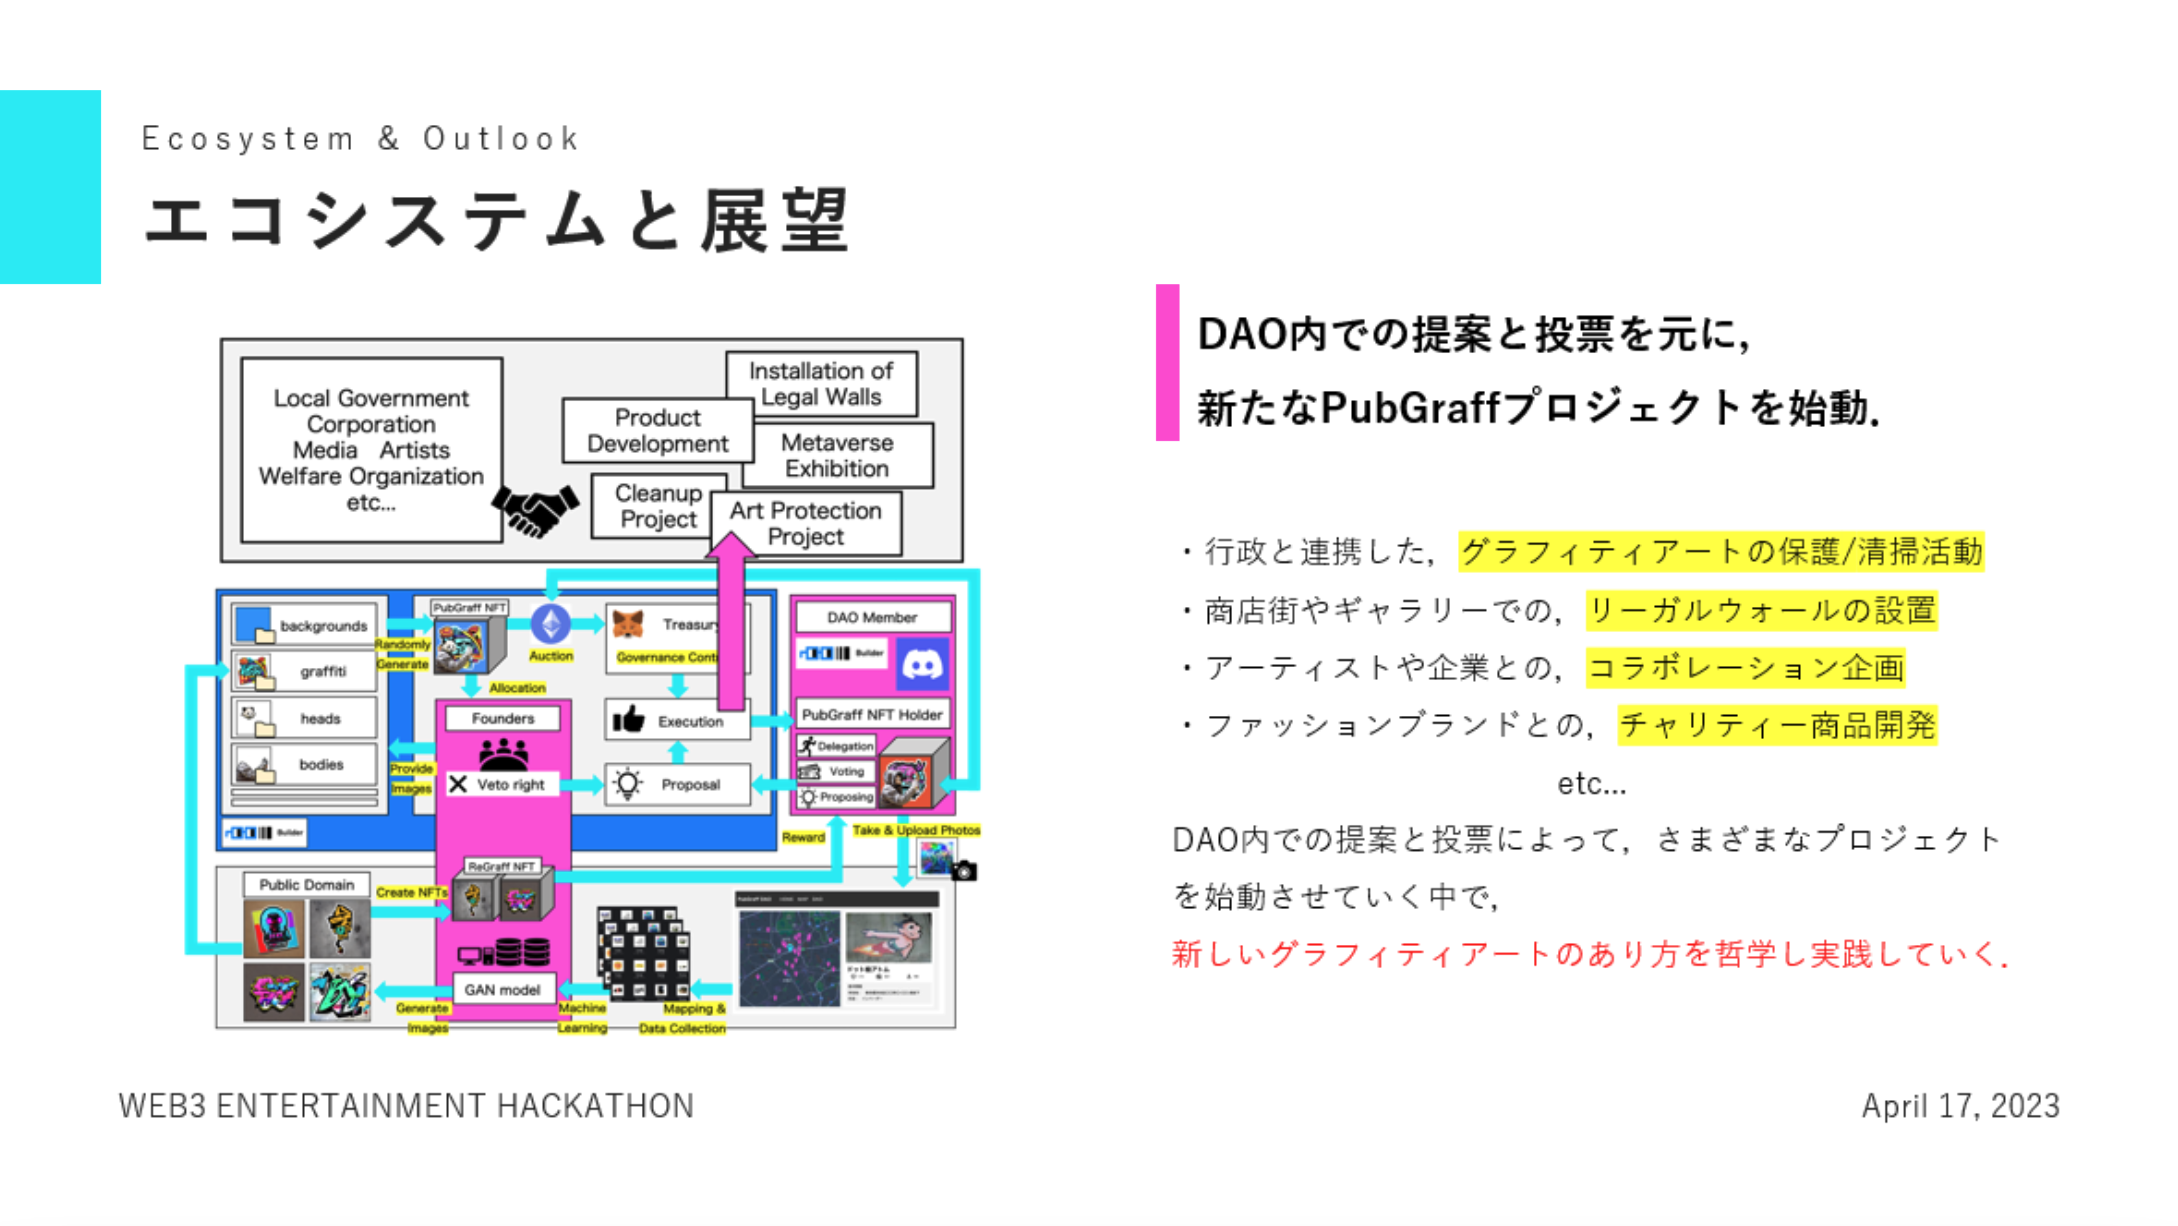 Ecosystem & Outlook
エコシステムと展望
Local Government
Corporation
Media Artists
Welfare Organization
etc...
Installation of
Legal Walls
Product
Development
Metaverse
Exhibition
Cleanup
Project
Art Protection
Project
backgrounds
graffiti
heads
bodies
Builder
Randomly
Generate
Provide
Images
PubGraff NFT
Auction
Allocation
Treasury
Governance Cont
Founders
Veto right
Execution
Proposal
DAO Member
Builder
PubGraff NFT Holder
Delegation
Voting
Proposing
Reward
Take & Upload Photos
Public Domain
Create NFTs
ReGraff NFT
GAN model
Generate
Images
Machine
Learning
Mapping &
Data Collection
DAO内での提案と投票を元に,
新たなPubGraffプロジェクトを始動.
・行政と連携した, グラフィティアートの保護/清掃活動
・商店街やギャラリーでの, リーガルウォールの設置
・アーティストや企業との, コラボレーション企画
・ファッションブランドとの, チャリティー商品開発
etc...
DAO内での提案と投票によって, さまざまなプロジェクト
を始動させていく中で,
新しいグラフィティアートのあり方を哲学し実践していく.
WEB3 ENTERTAINMENT HACKATHON
April 17, 2023